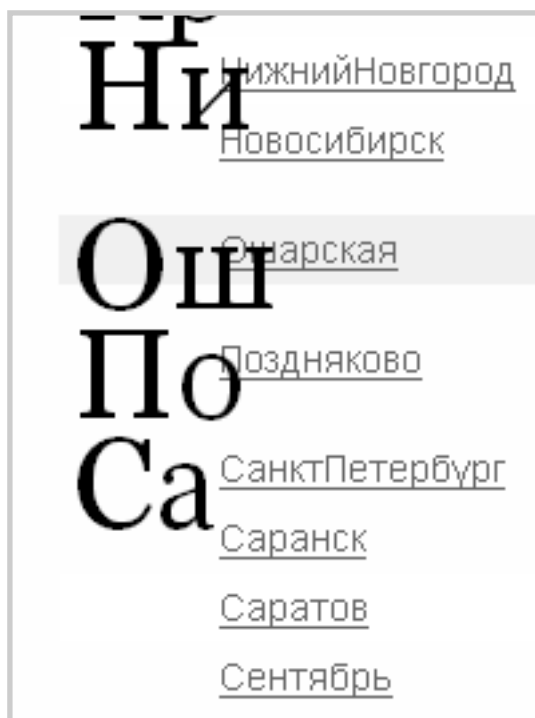 Ни
НижнийНовгород
Новосибирск
Ош
Ошарская
По
Поздняково
Са
СанктПетербург
Саранск
Саратов
Сентябрь